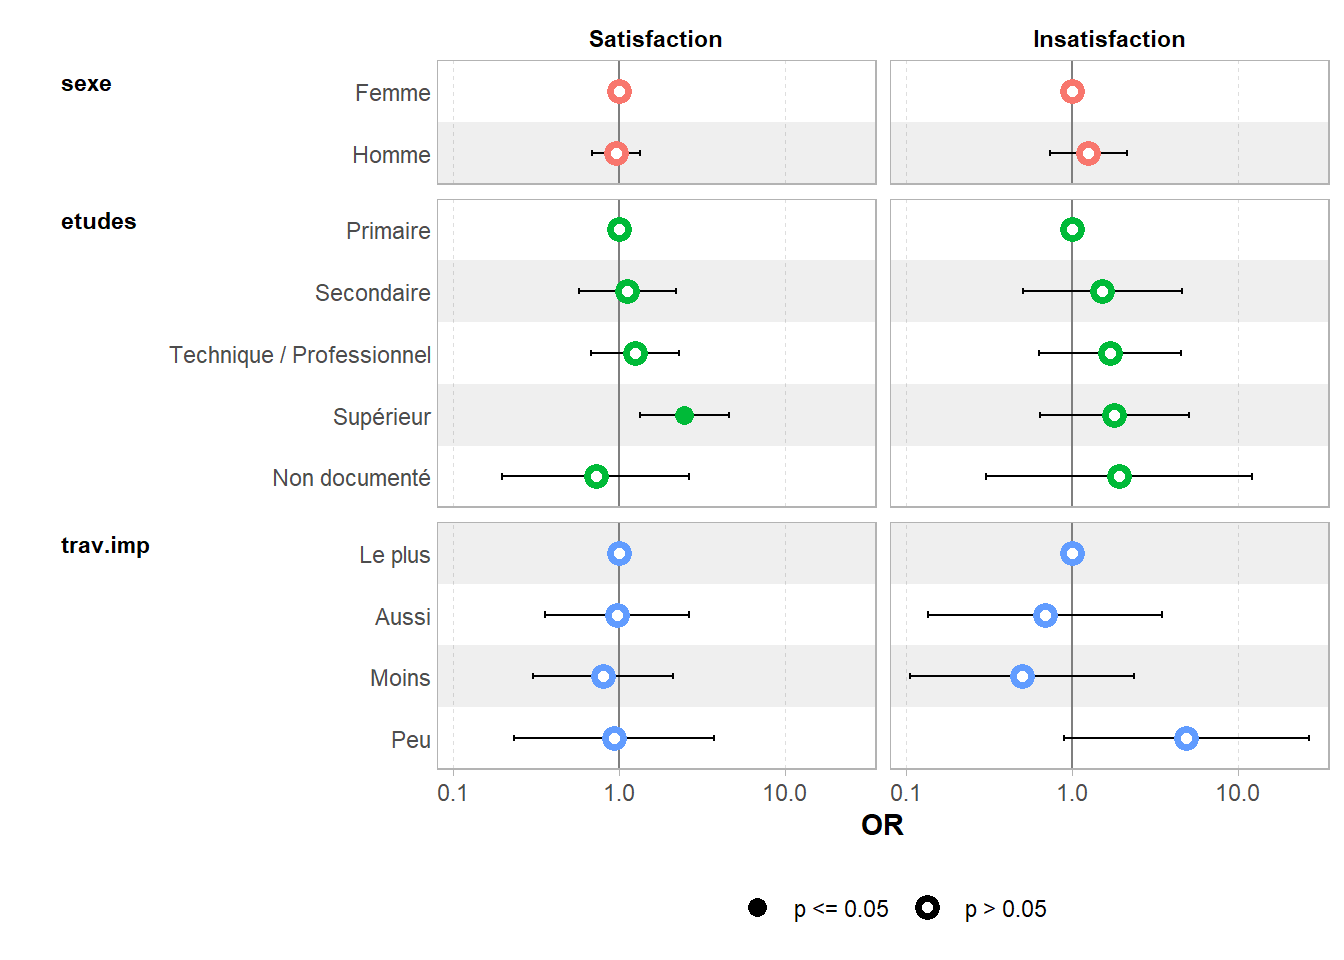 Satisfaction Insatisfaction
sexe
Femme
Homme
etudes
Primaire
Secondaire
Technique / Professionnel
Supérieur
Non documenté
trav.imp
Le plus
Aussi
Moins
Peu
0.1 1.0 10.0 0.1 1.0 10.0
OR
p <= 0.05 p > 0.05